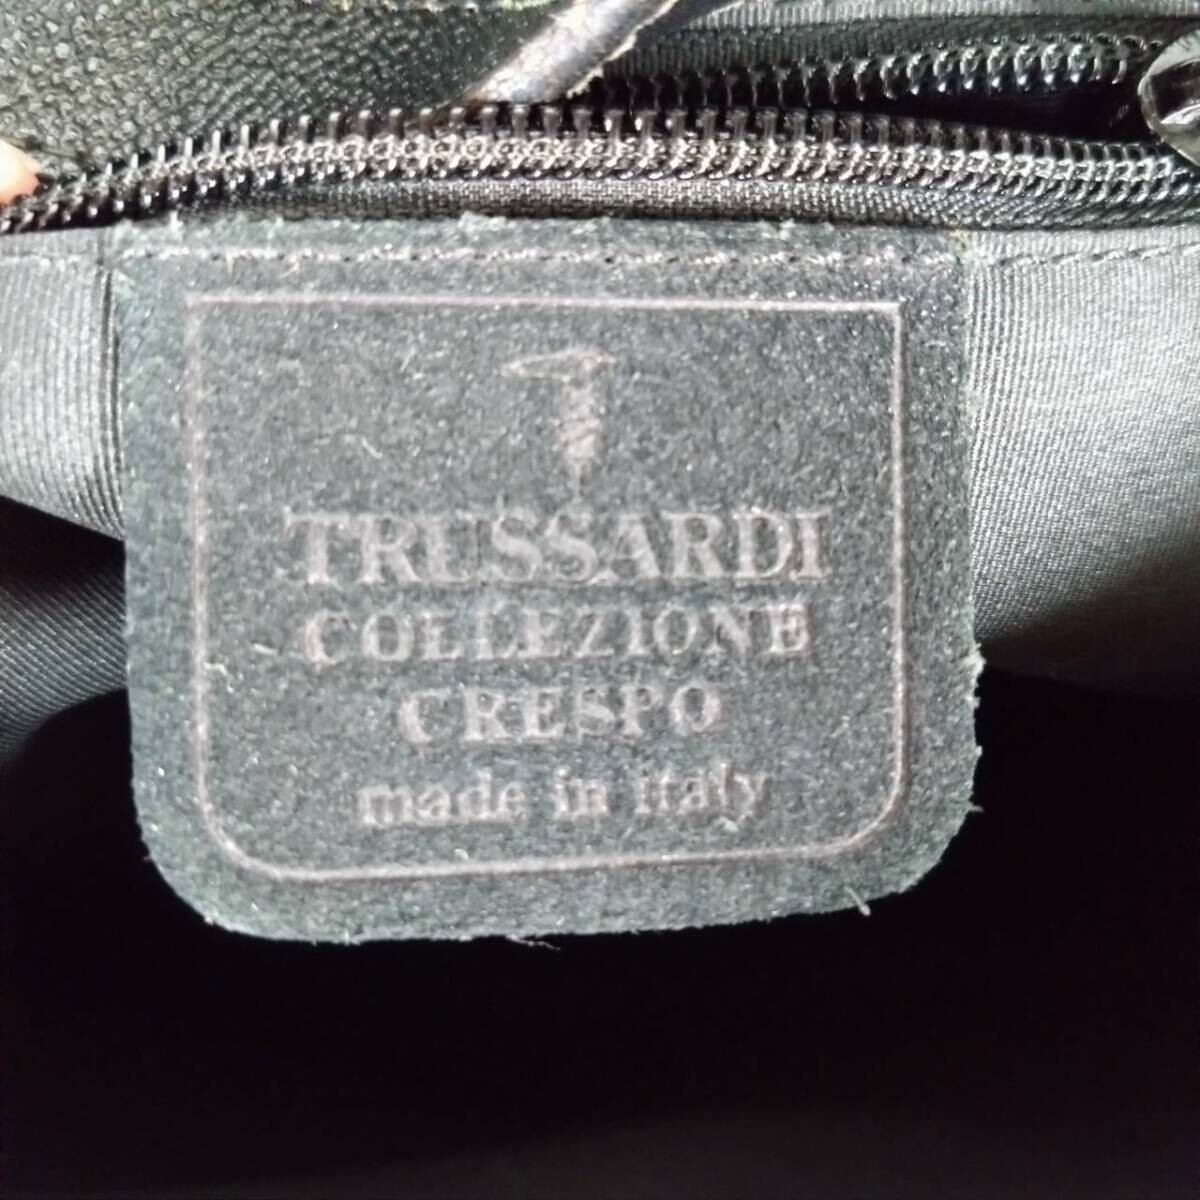 TRUSSARDI
COLLEZIONE
CRESPO
made in italy